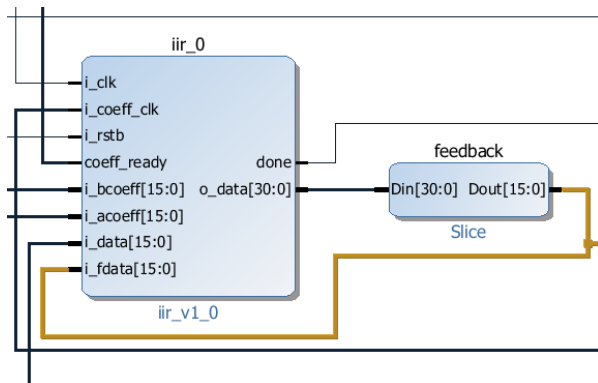 iir_0
i_clk
i_coeff_clk
i_rstb
coeff_ready done
i_bcoeff[15:0] o_data[30:0]
i_acoeff[15:0]
i_data[15:0]
i_fdata[15:0]
iir_v1_0
feedback
Din[30:0] Dout[15:0]
Slice